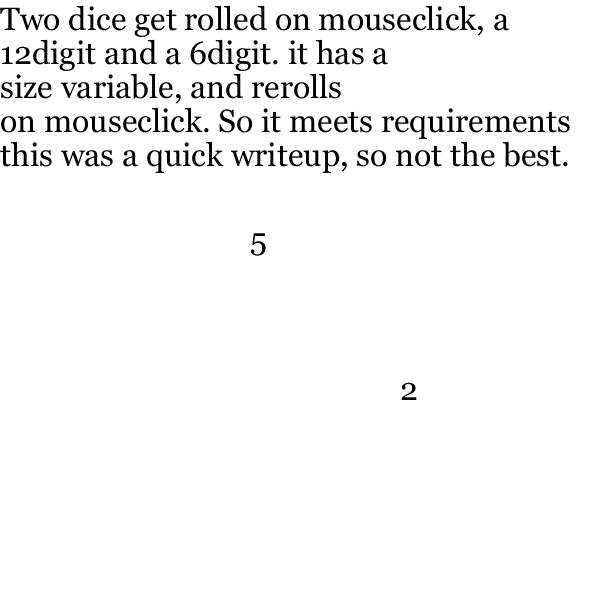 Two dice get rolled on mouseclick, a
12digit and a 6digit. it has a
size variable, and rerolls
on mouseclick. So it meets requirements
this was a quick writeup, so not the best.
5
2